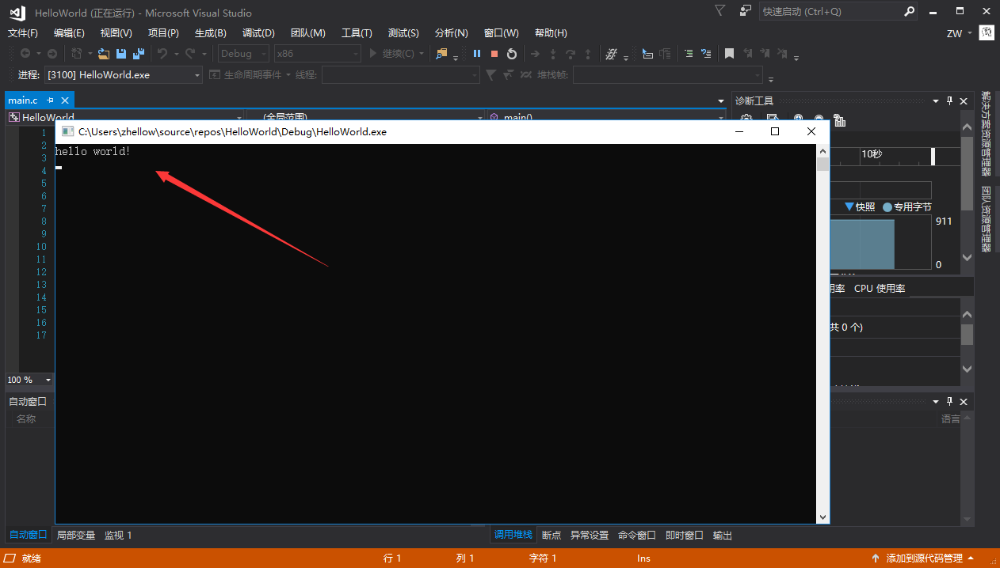 HelloWorld (正在运行) - Microsoft Visual Studio
快速启动 (Ctrl+Q)
文件(F) 编辑(E) 视图(V) 项目(P) 生成(B) 调试(D) 团队(M) 工具(T) 测试(S) 分析(N) 窗口(W) 帮助(H)
ZW
Debug x86 继续(C)
进程: [3100] HelloWorld.exe 生命周期事件 线程: 堆栈帧:
main.c
诊断工具
HelloWorld (全局范围) main()
C:\Users\zhellow\source\repos\HelloWorld\Debug\HelloWorld.exe
hello world!
1
2
3
4
5
6
7
8
9
10
11
12
13
14
15
16
17
10秒
快照 专用字节
911
0
用率 CPU 使用率
共 0 个)
解决方案资源管理器
团队资源管理器
100 %
自动窗口
名称
语言
自动窗口 局部变量 监视 1
调用堆栈 断点 异常设置 命令窗口 即时窗口 输出
就绪 行 1 列 1 字符 1 Ins 添加到源代码管理